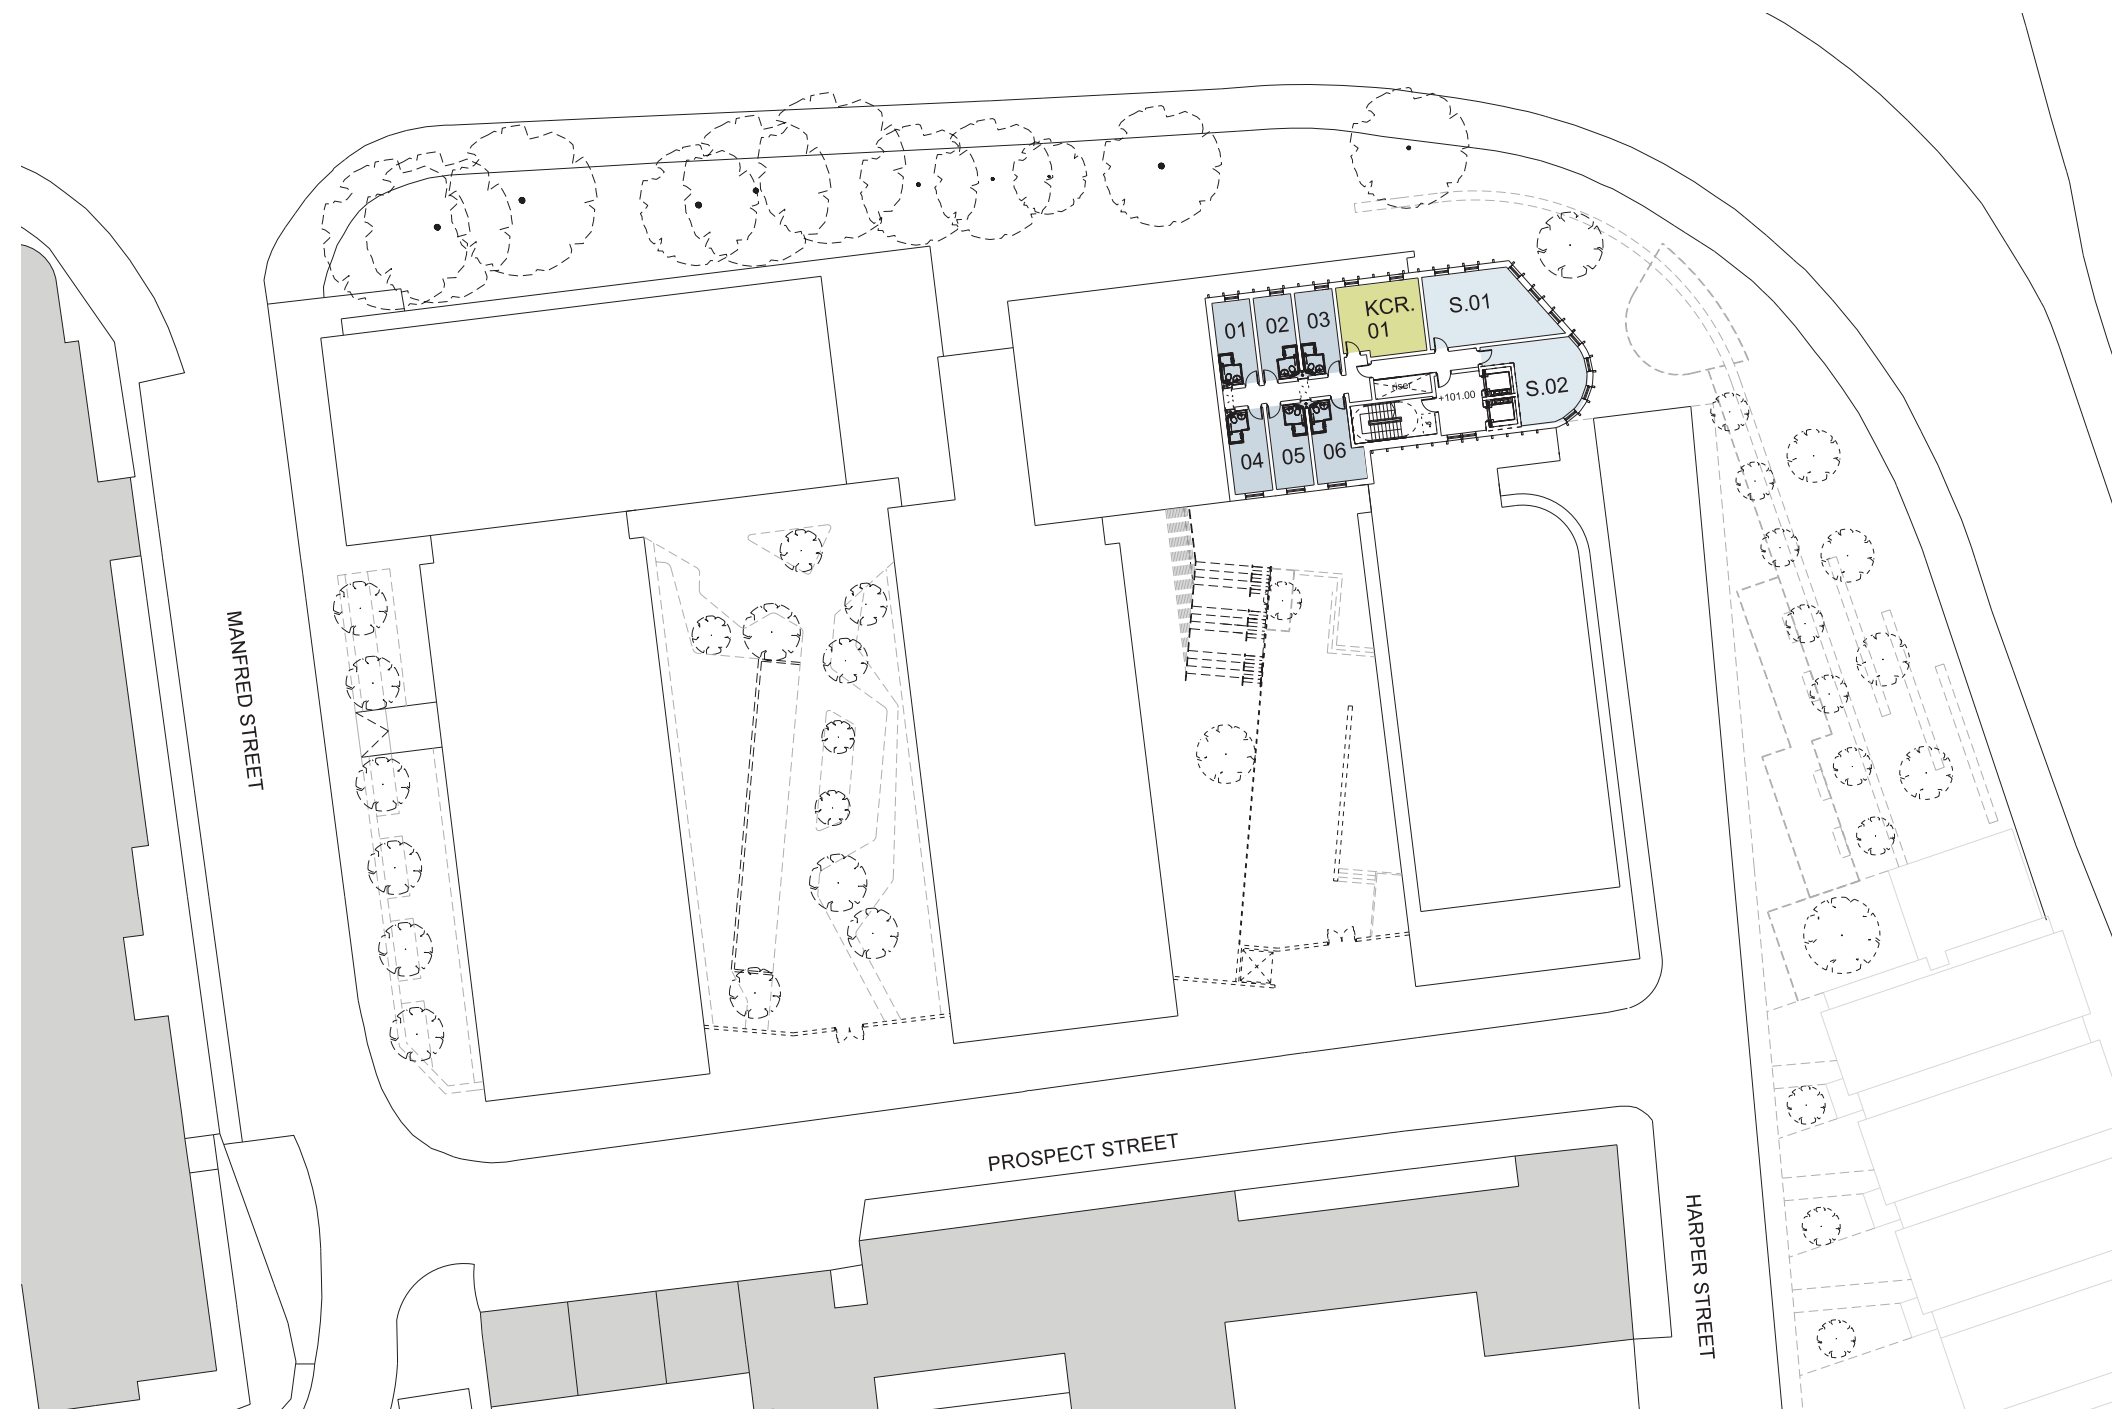 01
02
03
KCR.
01
S.01
S.02
riser
+101.00
04
05
06
MANFRED STREET
PROSPECT STREET
HARPER STREET